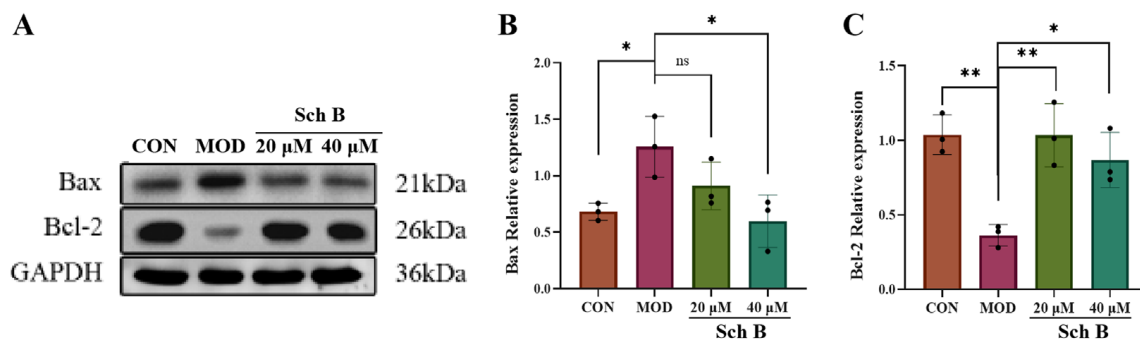 A
Sch B
CON MOD 20 μM 40 μM
Bax 21kDa
Bcl-2 26kDa
GAPDH 36kDa
B
Bax Relative expression
2.0
1.5
1.0
0.5
0.0
*
*
ns
CON MOD 20 μM 40 μM
Sch B
C
Bcl-2 Relative expression
1.5
1.0
0.5
0.0
*
**
**
CON MOD 20 μM 40 μM
Sch B